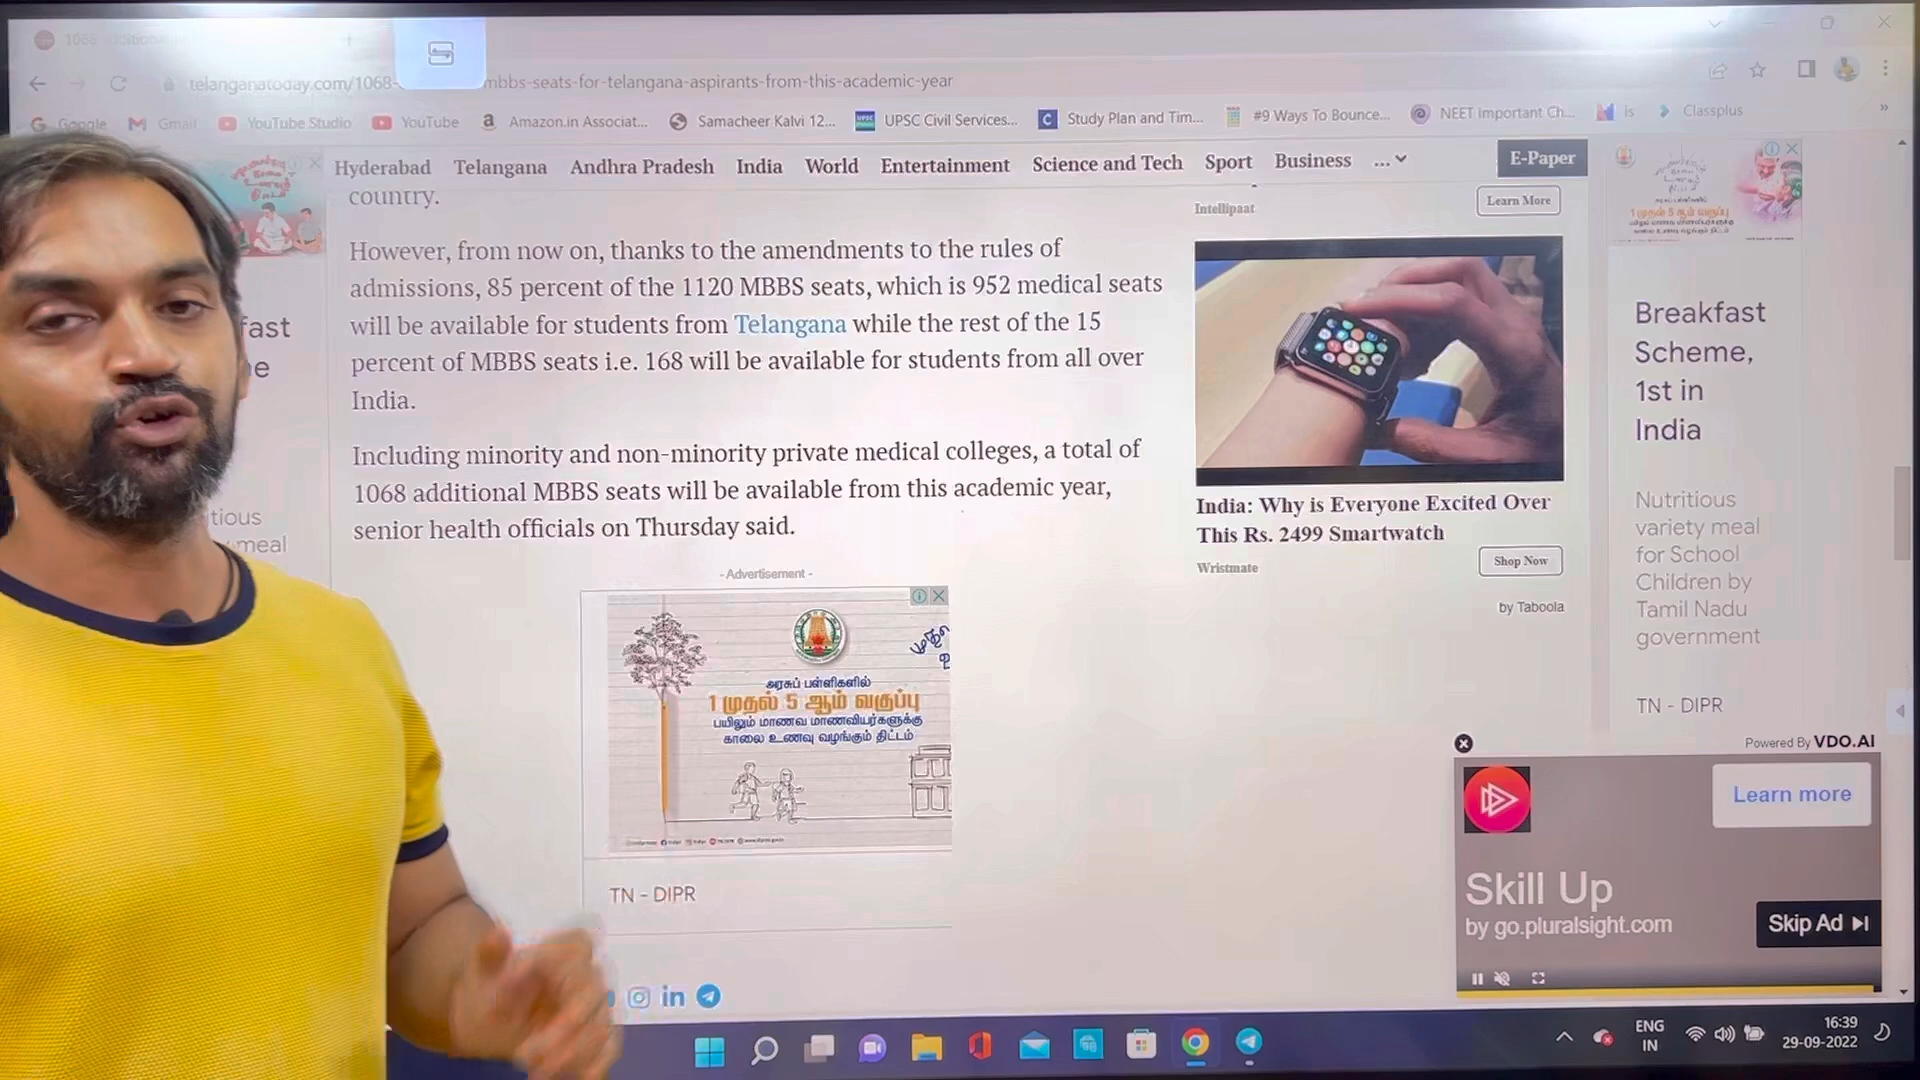 telanganatoday.com/1068- mbbs-seats-for-telangana-aspirants-from-this-academic-year
Google Gmail YouTube Studio YouTube Amazon.in Associat... Samacheer Kalvi 12... UPSC Civil Services... Study Plan and Tim... #9 Ways To Bounce... NEET Important Ch... is Classplus »
Hyderabad Telangana Andhra Pradesh India World Entertainment Science and Tech Sport Business ... E-Paper
country.
However, from now on, thanks to the amendments to the rules of
admissions, 85 percent of the 1120 MBBS seats, which is 952 medical seats
will be available for students from Telangana while the rest of the 15
percent of MBBS seats i.e. 168 will be available for students from all over
India.
Including minority and non-minority private medical colleges, a total of
1068 additional MBBS seats will be available from this academic year,
senior health officials on Thursday said.
- Advertisement -
அரசுப் பள்ளிகளில்
1 முதல் 5 ஆம் வகுப்பு
பயிலும் மாணவ மாணவியர்களுக்கு
காலை உணவு வழங்கும் திட்டம்
TN - DIPR
Intellipaat
Learn More
India: Why is Everyone Excited Over
This Rs. 2499 Smartwatch
Wristmate
Shop Now
by Taboola
1 முதல் 5 ஆம் வகுப்பு
Breakfast
Scheme,
1st in
India
Nutritious
variety meal
for School
Children by
Tamil Nadu
government
TN - DIPR
fast
tious
meal
Powered By VDO.AI
Learn more
Skill Up
by go.pluralsight.com
Skip Ad
in
ENG
IN
16:39
29-09-2022